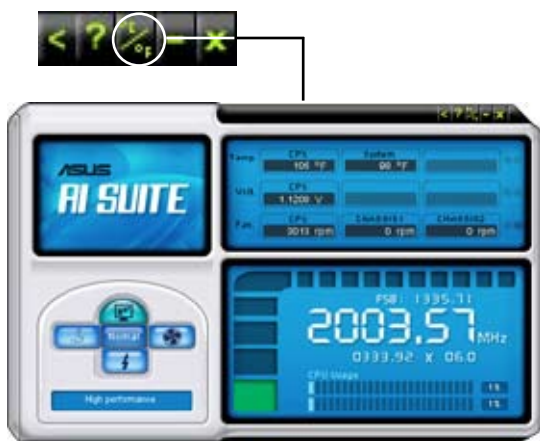 < ? °C/°F - x
< ? - x
ASUS
AI SUITE
Temp CPU System
105 °F 98 °F
Volt CPU
1.1200 V
Fan CPU CHASSIS1 CHASSIS2
3013 rpm 0 rpm 0 rpm
Normal
High performance
FSB: 1335.71
2003.57 MHz
0333.92 X 06.0
CPU Usage
1%
1%